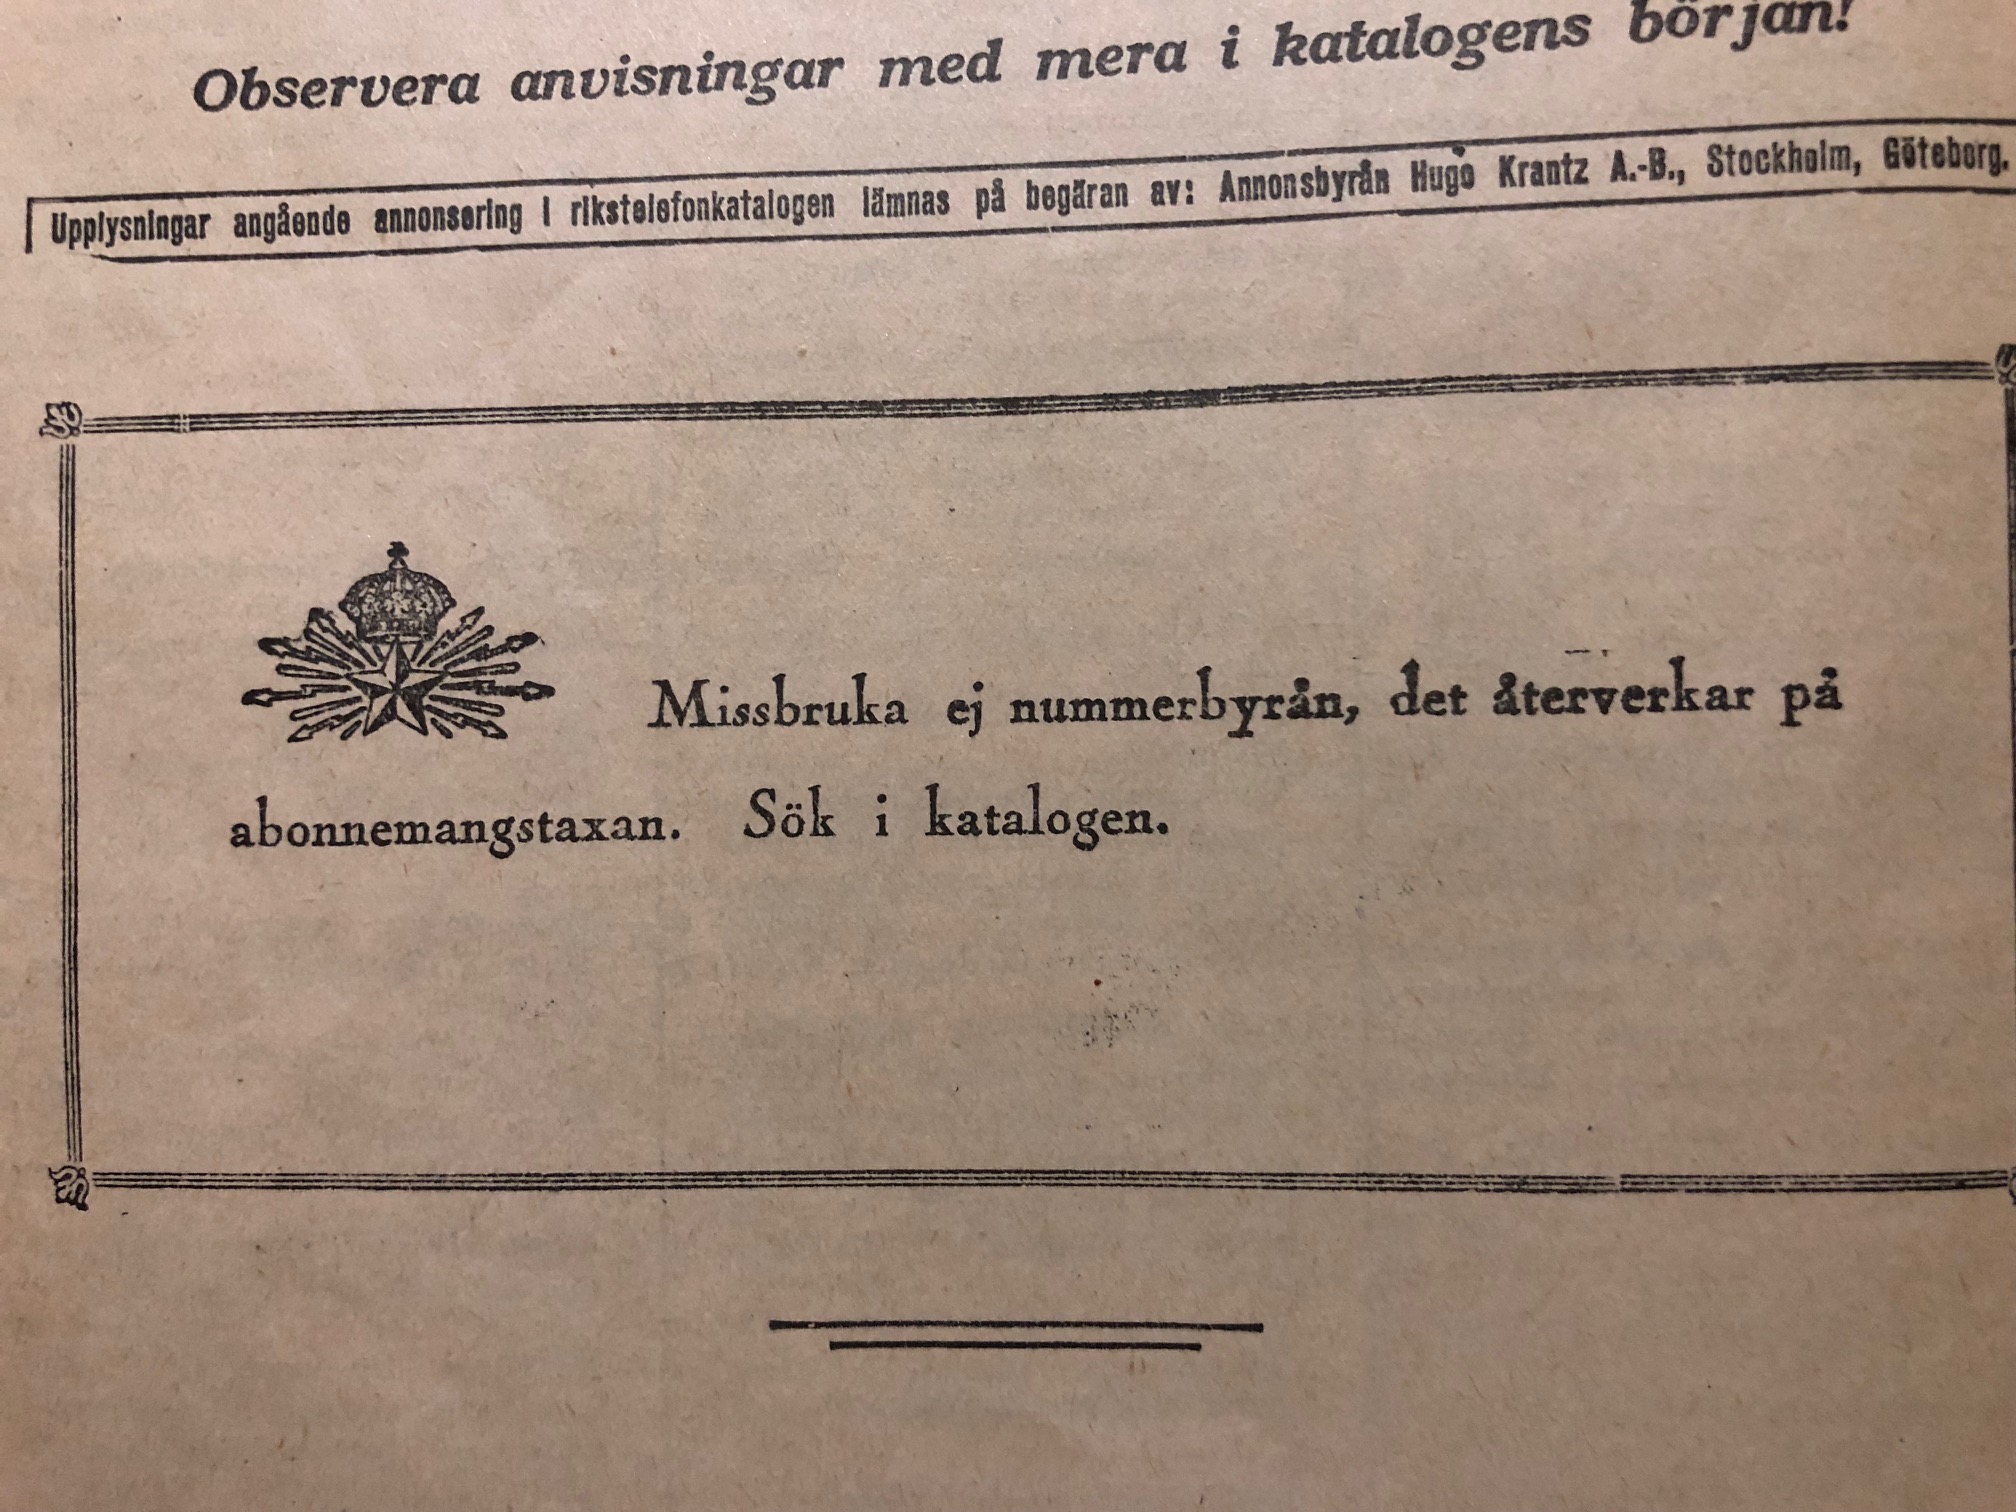 Observera anvisningar med mera i katalogens början!
Upplysningar angående annonsering i rikstelefonkatalogen lämnas på begäran av: Annonsbyrån Hugo Krantz A.-B., Stockholm, Göteborg.
Missbruka ej nummerbyrån, det återverkar på
abonnemangstaxan. Sök i katalogen.